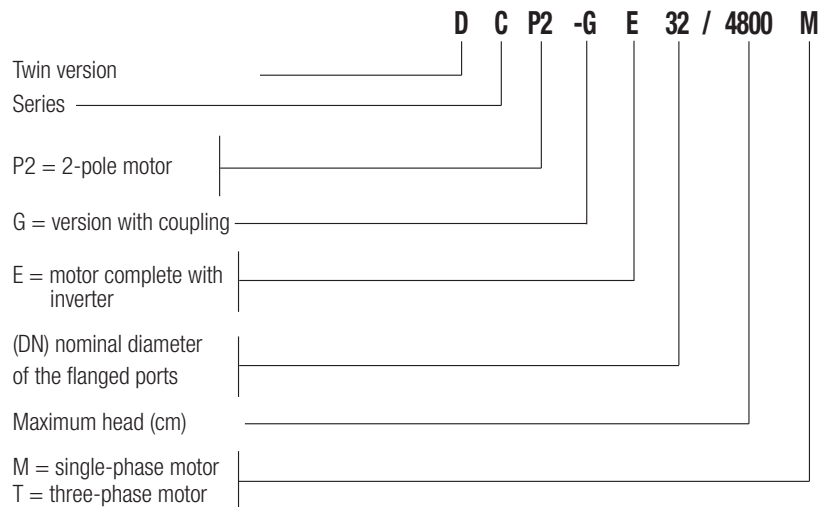 D C P2 -G E 32 / 4800 M
Twin version
Series
P2 = 2-pole motor
G = version with coupling
E = motor complete with
inverter
(DN) nominal diameter
of the flanged ports
Maximum head (cm)
M = single-phase motor
T = three-phase motor